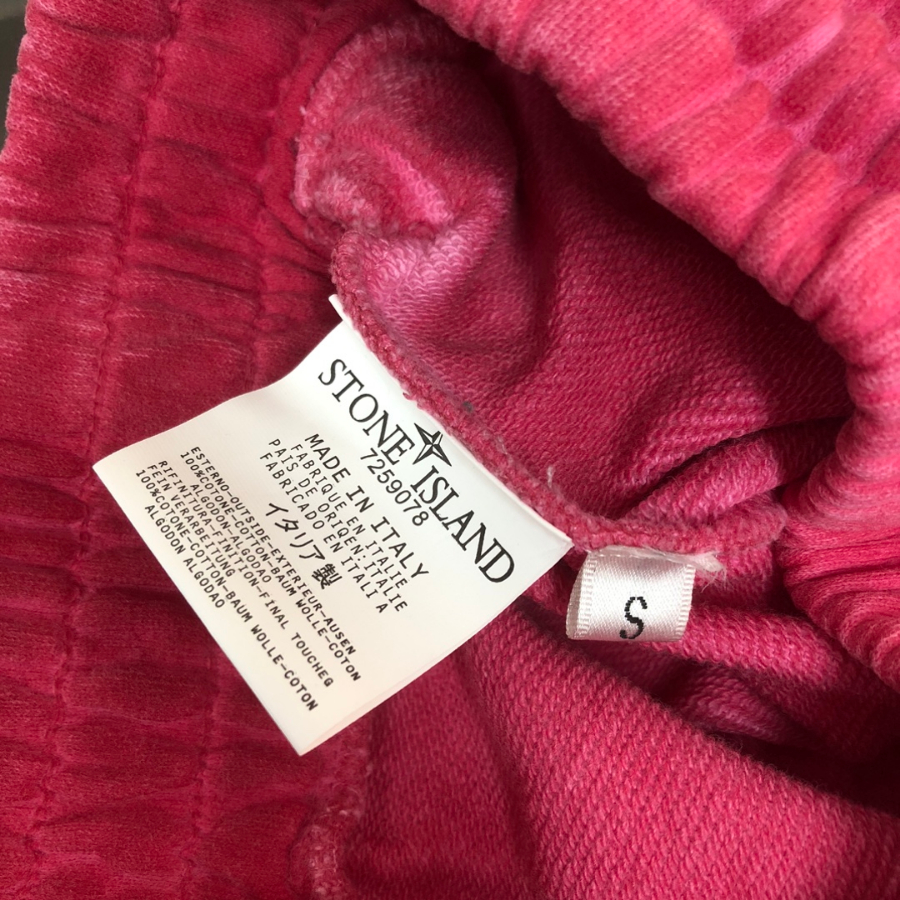 STONE ISLAND
7259078
MADE IN ITALY
FABRIQUE EN ITALIE
PAIS DE ORIGEN:ITALIA
FABRICADO EN ITALIA
イタリア製
ESTERNO-OUTSIDE-EXTERIEUR-AUSEN
100%COTONE-COTTON-BAUM WOLLE-COTON
ALGODON-ALGODAO
RIFINITURA-FINITION-FINAL TOUCHEG
FEIN VERARBEITUNG
100%COTONE-COTTON-BAUM WOLLE-COTON
ALGODON ALGODAO
S